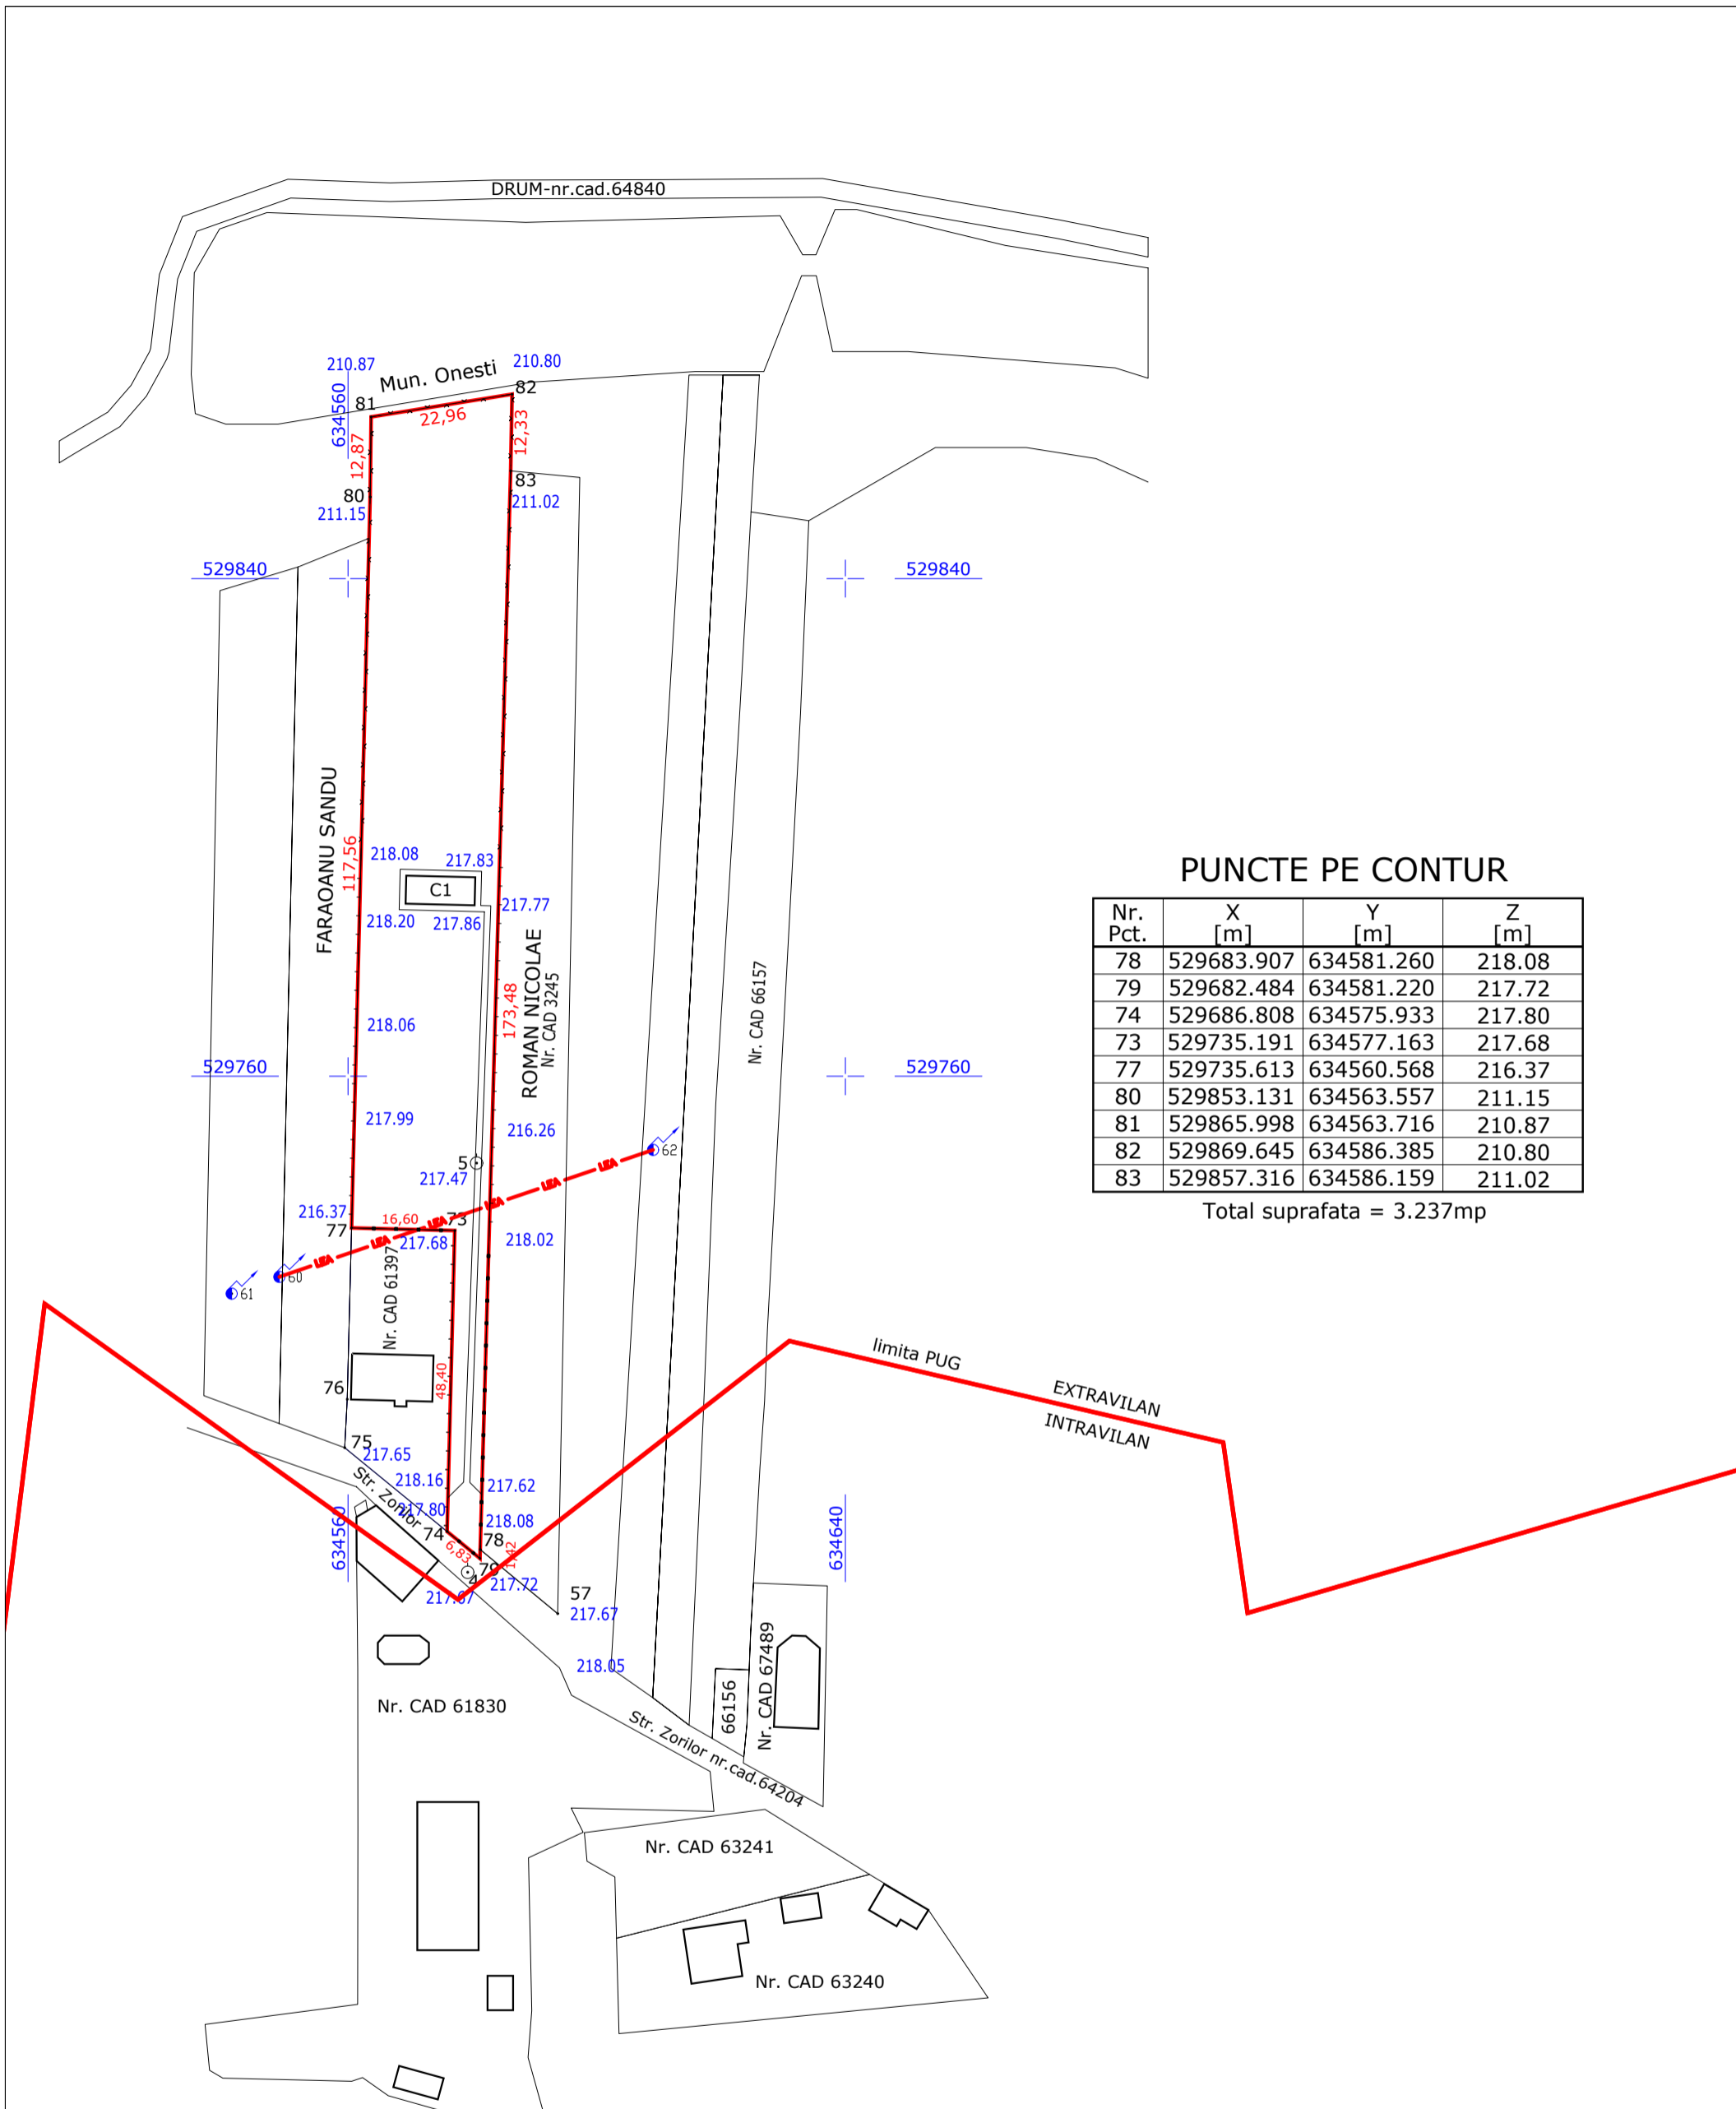 DRUM-nr.cad.64840
210.87
Mun. Onesti
210.80
634560
81
82
22,96
12,87
12,33
80
83
211.15
211.02
529840
529840
FARAOANU SANDU
117,56
218.08
217.83
C1
218.20
217.86
217.77
ROMAN NICOLAE
Nr. CAD 3245
173,48
Nr. CAD 66157
218.06
529760
529760
217.99
216.26
5
62
217.47
LEA
LEA
LEA
LEA
LEA
LEA
216.37
16,60
73
77
217.68
218.02
60
61
Nr. CAD 61397
48,40
76
75
217.65
218.16
217.62
Str. Zorilor
217.80
218.08
74
78
634560
634640
6,83
1,42
79
4
217.72
217.67
57
217.67
limita PUG
EXTRAVILAN
INTRAVILAN
218.05
Nr. CAD 61830
66156
Nr. CAD 67489
Str. Zorilor nr.cad.64204
Nr. CAD 63241
Nr. CAD 63240
PUNCTE PE CONTUR
Nr. Pct. X [m] Y [m] Z [m]
78 529683.907 634581.260 218.08
79 529682.484 634581.220 217.72
74 529686.808 634575.933 217.80
73 529735.191 634577.163 217.68
77 529735.613 634560.568 216.37
80 529853.131 634563.557 211.15
81 529865.998 634563.716 210.87
82 529869.645 634586.385 210.80
83 529857.316 634586.159 211.02
Total suprafata = 3.237mp